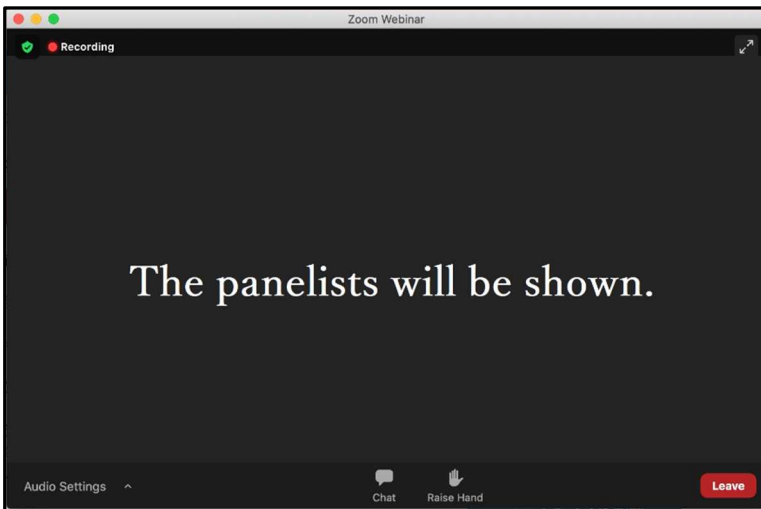 Zoom Webinar
Recording
The panelists will be shown.
Audio Settings
Chat
Raise Hand
Leave